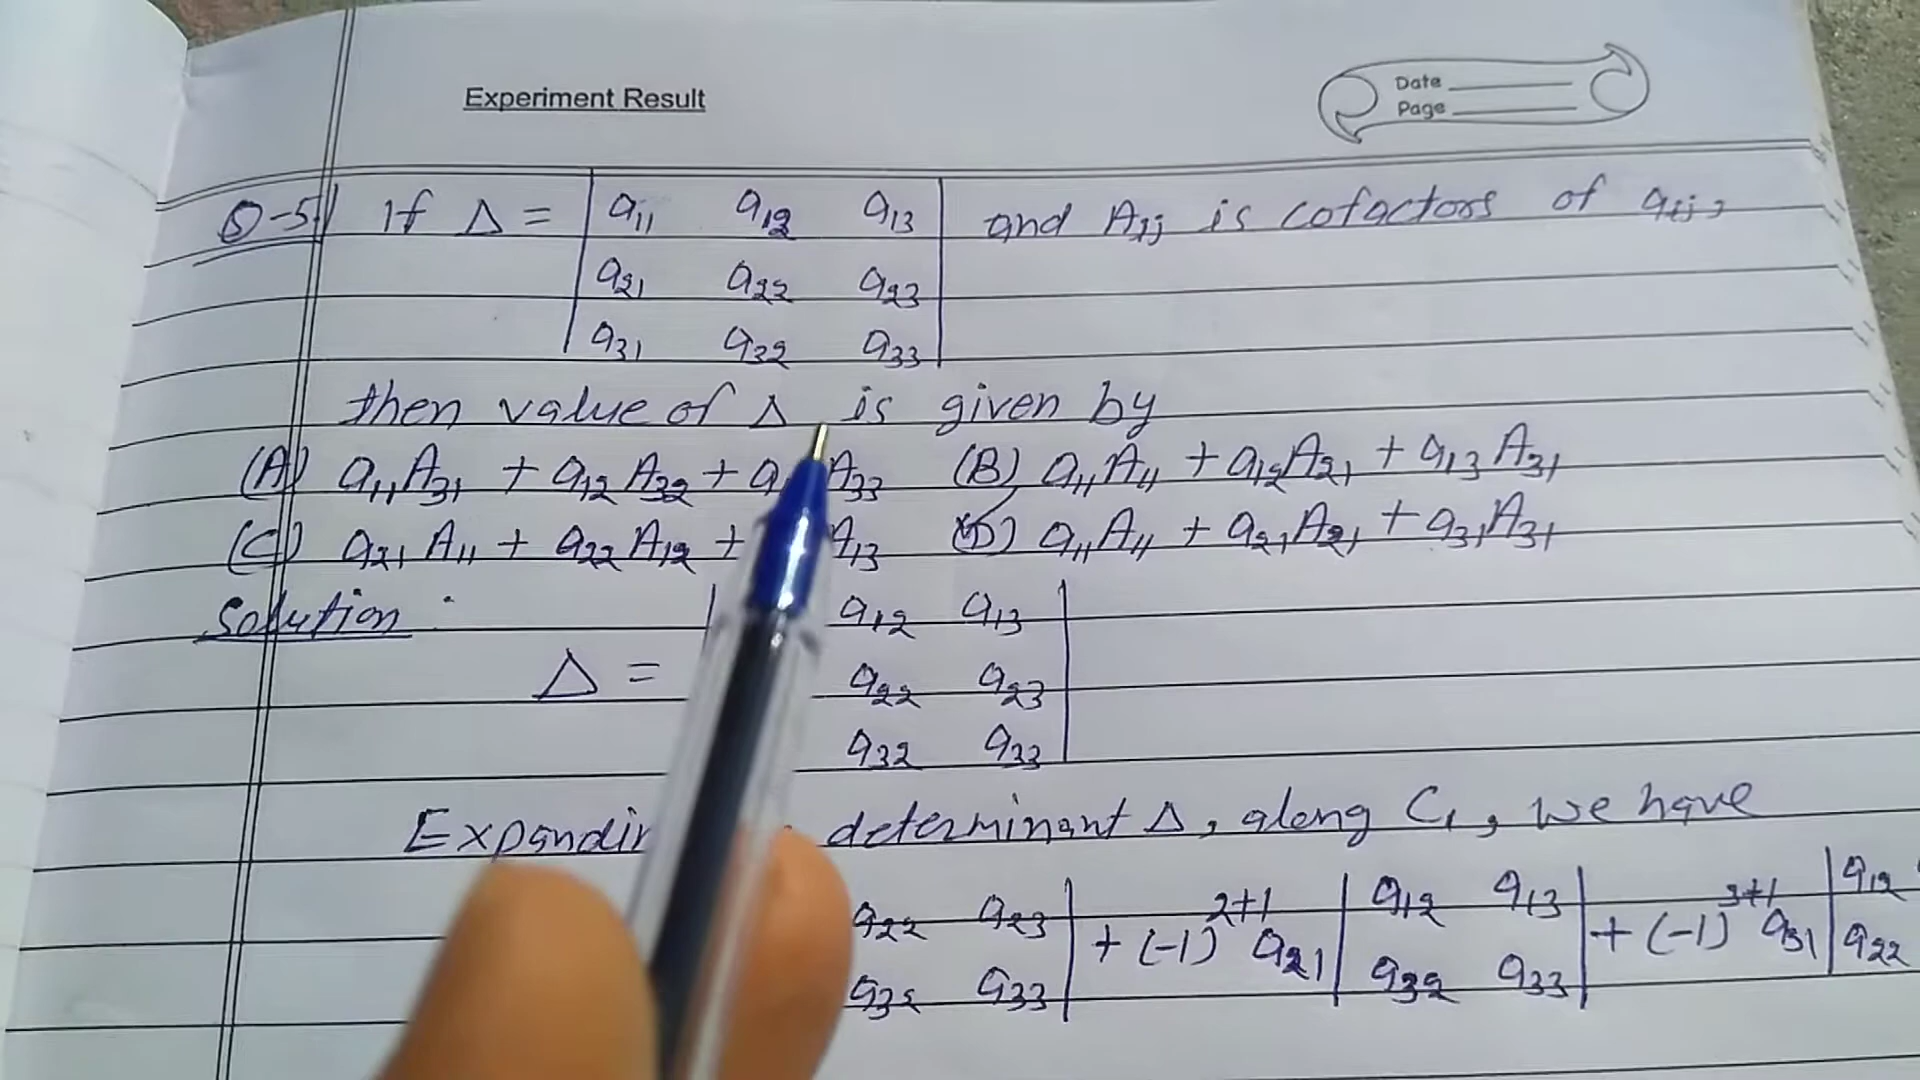 Experiment Result
Date
Page
Q-5) If Δ = | a11 a12 a13 | and Aij is cofactors of aij,
| a21 a22 a23 |
| a31 a32 a33 |
then value of Δ is given by
(A) a11A31 + a12A32 + a A33 (B) a11A11 + a12A21 + a13A31
(C) a21A11 + a22A12 + A13 (D) a11A11 + a21A21 + a31A31
Solution :
| a12 a13 |
Δ = a22 a23 |
a32 a33 |
determinant Δ, along C1, we have
a22 a23 | + (-1)^2+1 a21 | a12 a13 | + (-1)^3+1 a31 | a12
a32 a33 | | a32 a33 | | a22